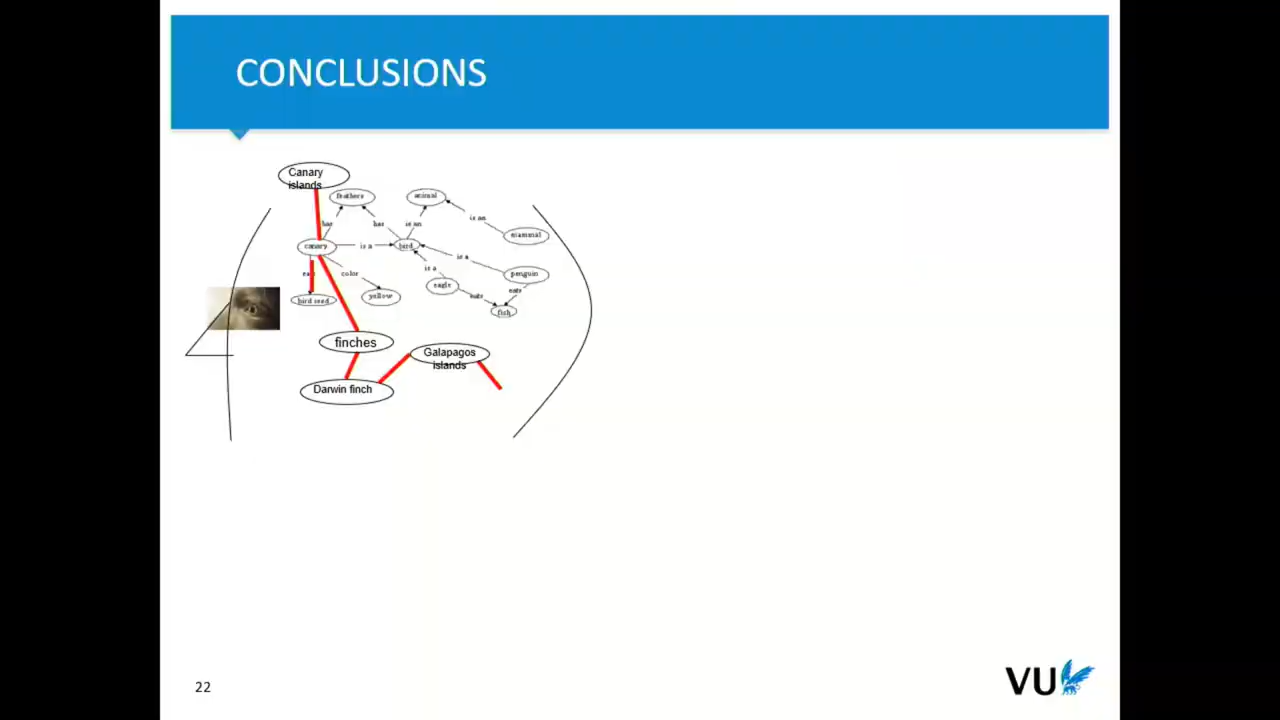 CONCLUSIONS
Canary
islands
feathers
animal
has
has
is an
is an
mammal
canary
is a
bird
is a
is a
penguin
color
eagle
eats
eats
bird seed
yellow
fish
finches
Galapagos
islands
Darwin finch
22
VU